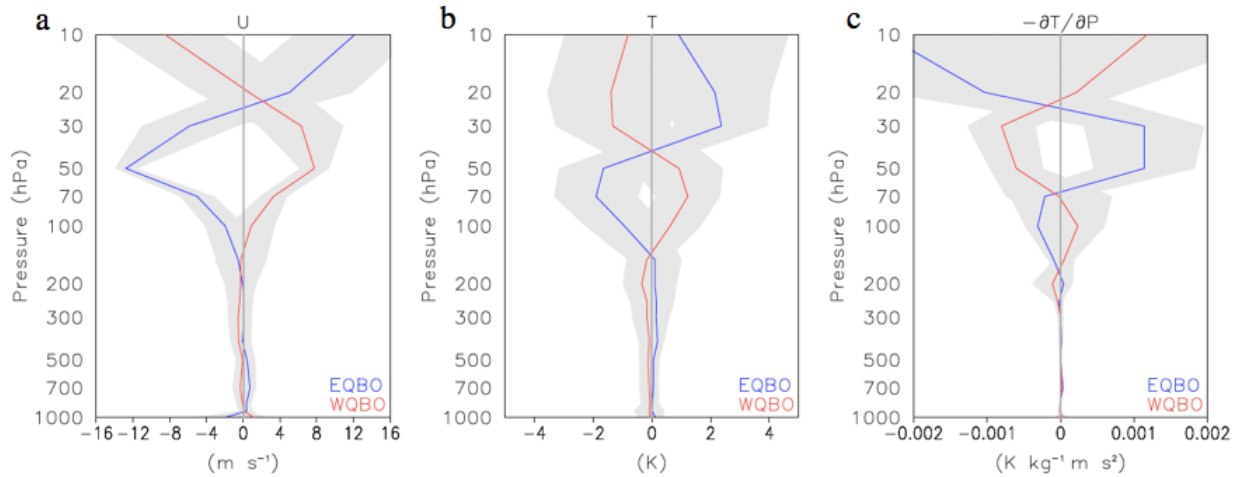 a
U
10
20
30
50
70
100
200
300
500
700
1000
Pressure (hPa)
EQBO
WQBO
-16 -12 -8 -4 0 4 8 12 16
(m s⁻¹)
b
T
10
20
30
50
70
100
200
300
500
700
1000
Pressure (hPa)
EQBO
WQBO
-4 -2 0 2 4
(K)
c
-∂T/∂P
10
20
30
50
70
100
200
300
500
700
1000
Pressure (hPa)
EQBO
WQBO
-0.002 -0.001 0 0.001 0.002
(K kg⁻¹ m s²)